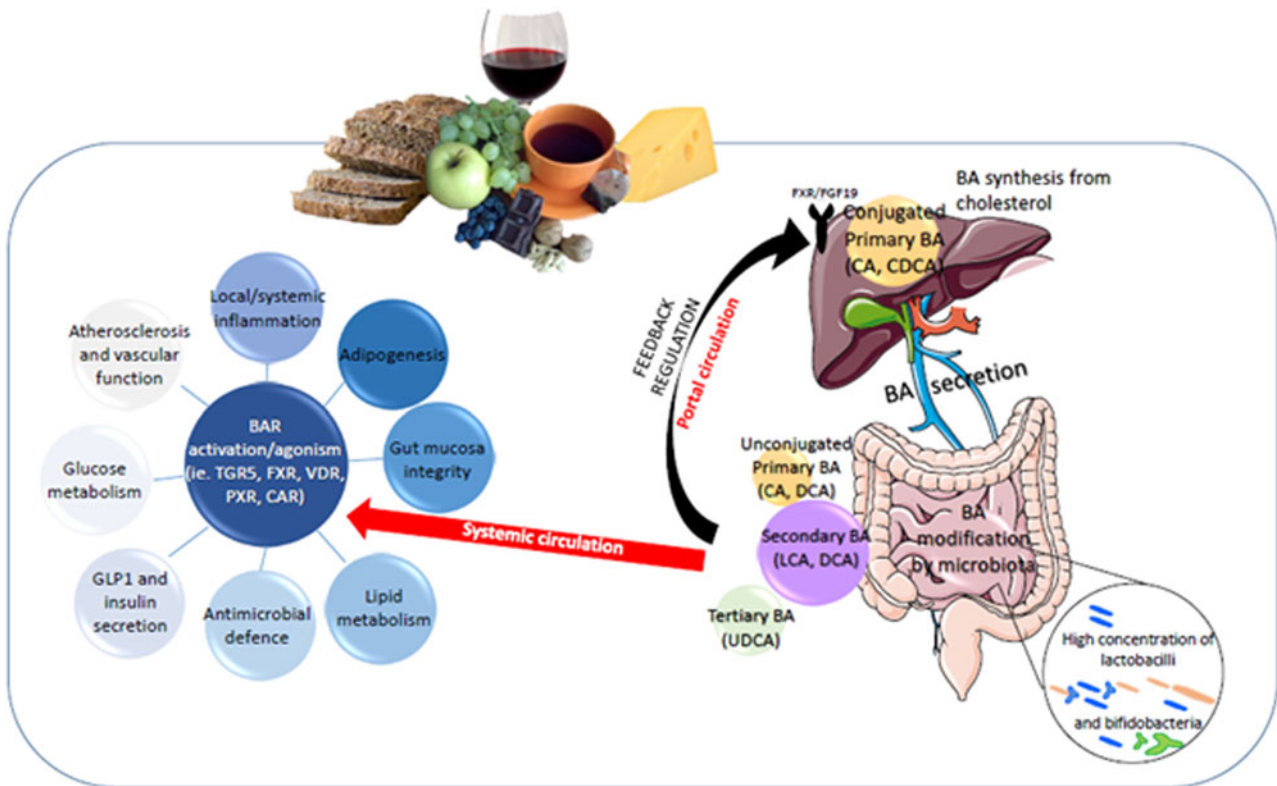 FXR/FGF19
BA synthesis from
cholesterol
Conjugated
Primary BA
(CA, CDCA)
FEEDBACK
REGULATION
Portal circulation
BA secretion
Unconjugated
Primary BA
(CA, DCA)
Secondary BA
(LCA, DCA)
Tertiary BA
(UDCA)
BA
modification
by microbiota
High concentration of
lactobacilli
and bifidobacteria
Systemic circulation
Local/systemic
inflammation
Adipogenesis
Gut mucosa
integrity
Lipid
metabolism
Antimicrobial
defence
GLP1 and
insulin
secretion
Glucose
metabolism
Atherosclerosis
and vascular
function
BAR
activation/agonism
(ie. TGR5, FXR, VDR,
PXR, CAR)